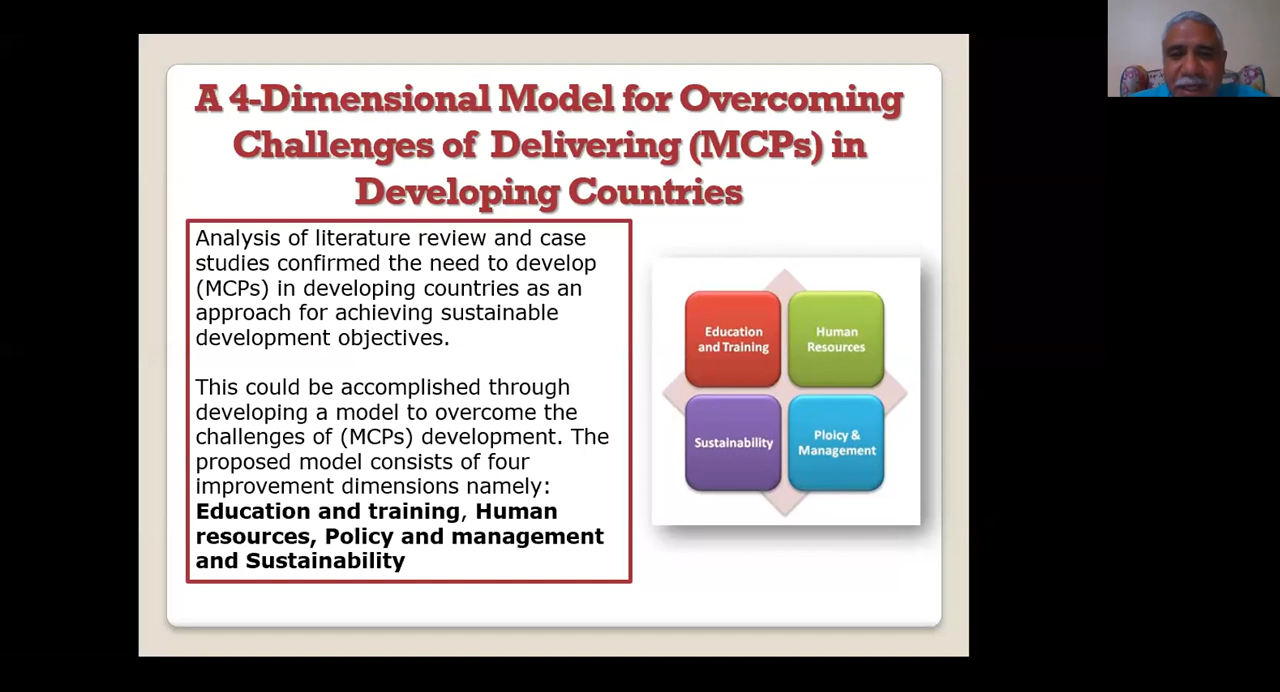 A 4-Dimensional Model for Overcoming
Challenges of Delivering (MCPs) in
Developing Countries
Analysis of literature review and case
studies confirmed the need to develop
(MCPs) in developing countries as an
approach for achieving sustainable
development objectives.
This could be accomplished through
developing a model to overcome the
challenges of (MCPs) development. The
proposed model consists of four
improvement dimensions namely:
Education and training, Human
resources, Policy and management
and Sustainability
Education
and Training
Human
Resources
Sustainability
Ploicy &
Management